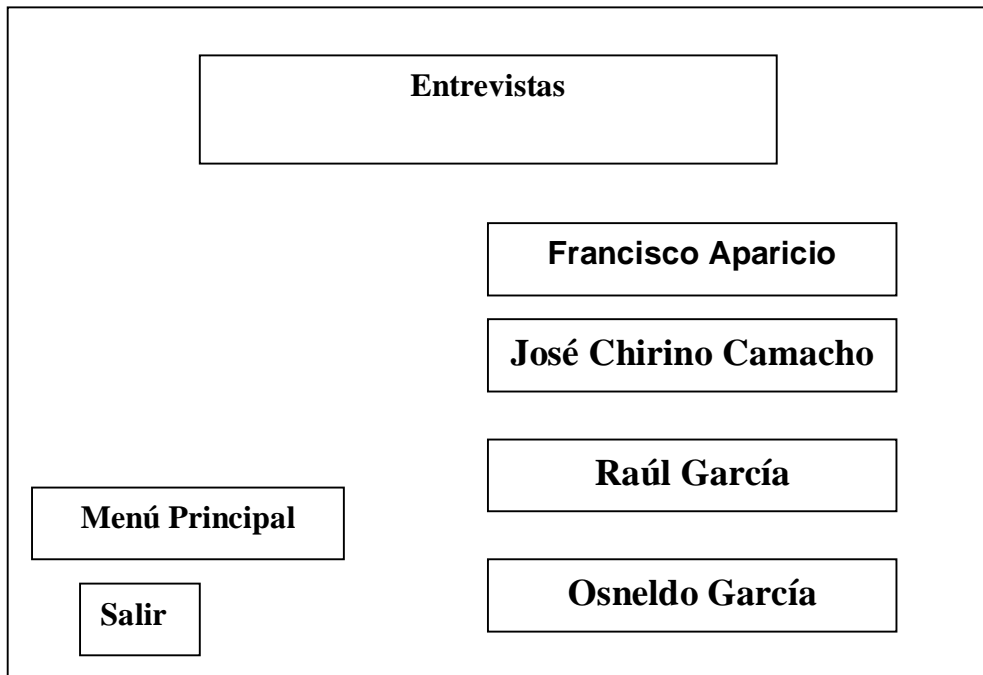 Entrevistas
Francisco Aparicio
José Chirino Camacho
Raúl García
Menú Principal
Osneldo García
Salir